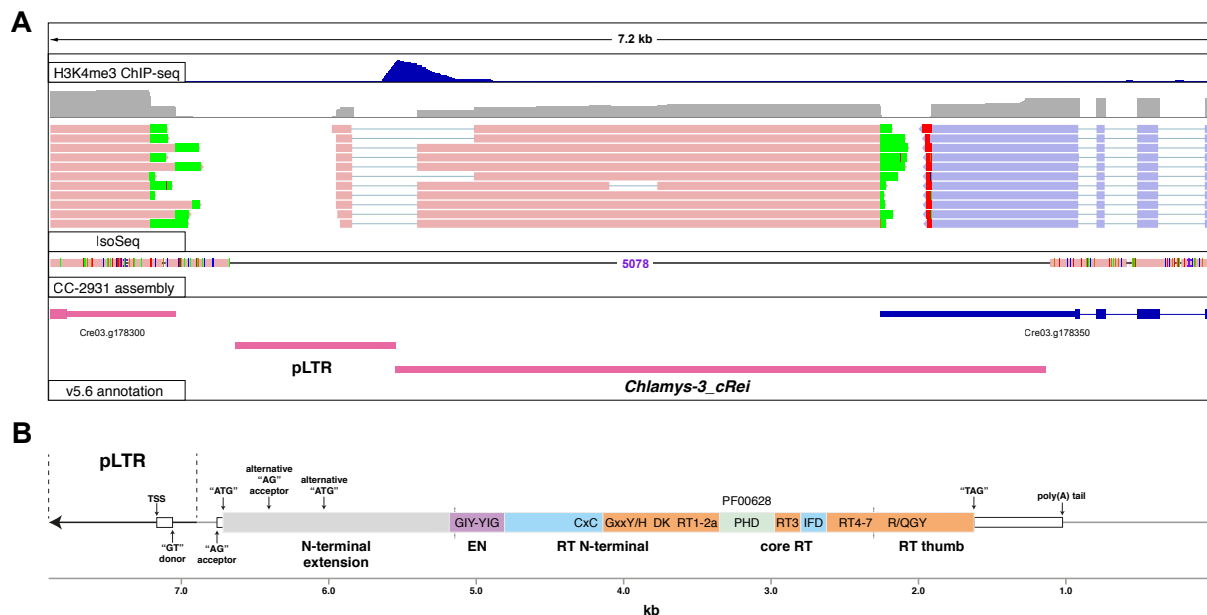 A
7.2 kb
H3K4me3 ChIP-seq
IsoSeq
5078
CC-2931 assembly
Cre03.g178300
Cre03.g178350
pLTR
Chlamys-3_cRei
v5.6 annotation
B
pLTR
TSS
"ATG"
alternative
"AG"
acceptor
alternative
"ATG"
PF00628
"TAG"
poly(A) tail
GIY-YIG
CxC
GxxY/H
DK
RT1-2a
PHD
RT3
IFD
RT4-7
R/QGY
"GT"
donor
"AG"
acceptor
N-terminal
extension
EN
RT N-terminal
core RT
RT thumb
7.0
6.0
5.0
4.0
3.0
2.0
1.0
kb